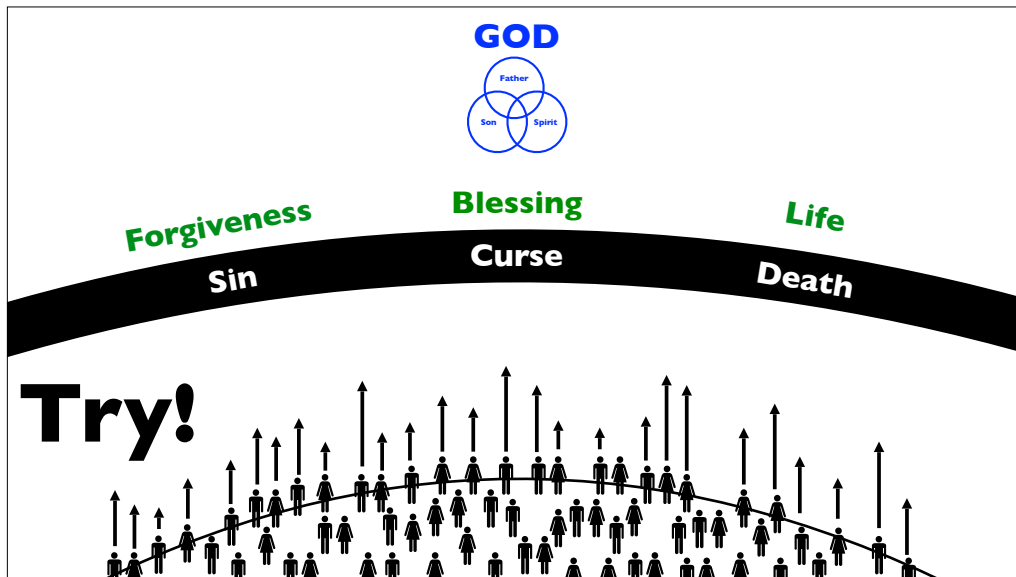 GOD
Father
Son Spirit
Forgiveness Blessing Life
Sin Curse Death
Try!